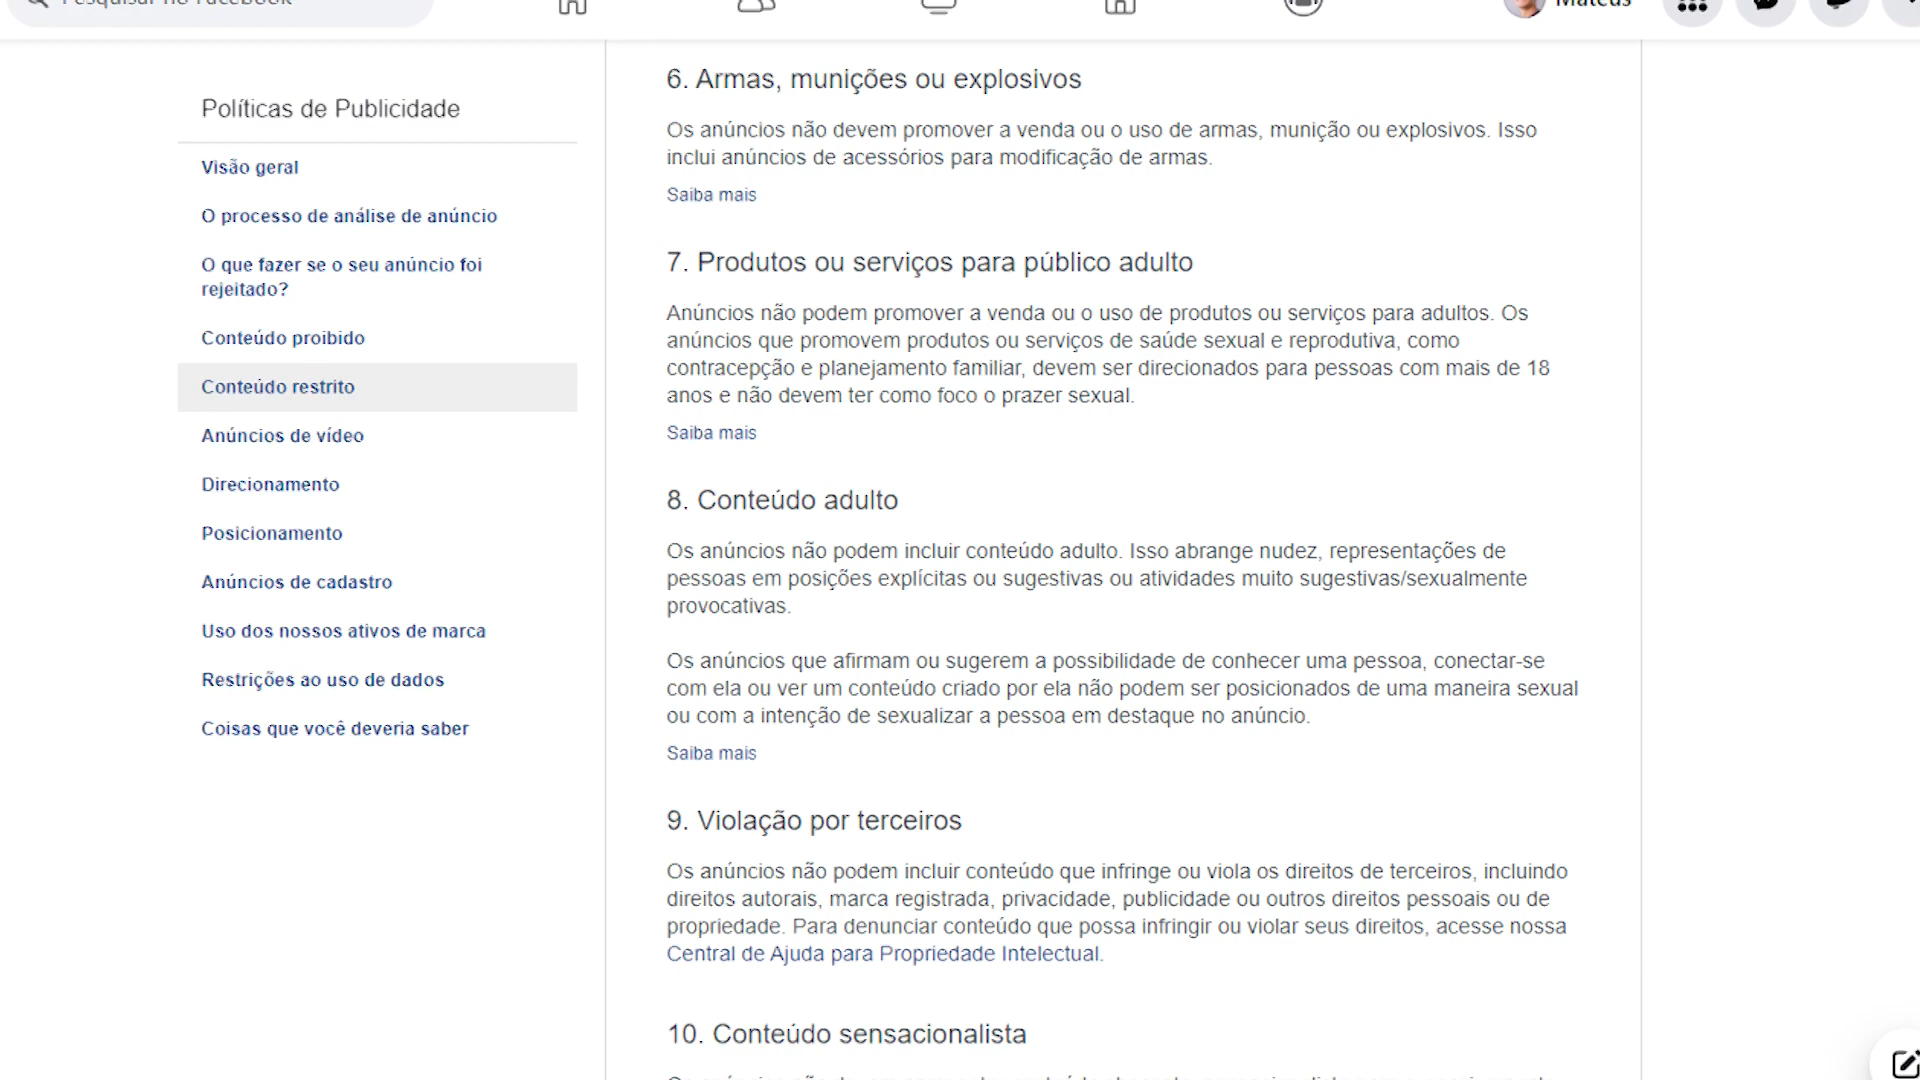 Pesquisar no Facebook
Mateus
Políticas de Publicidade
Visão geral
O processo de análise de anúncio
O que fazer se o seu anúncio foi
rejeitado?
Conteúdo proibido
Conteúdo restrito
Anúncios de vídeo
Direcionamento
Posicionamento
Anúncios de cadastro
Uso dos nossos ativos de marca
Restrições ao uso de dados
Coisas que você deveria saber
6. Armas, munições ou explosivos
Os anúncios não devem promover a venda ou o uso de armas, munição ou explosivos. Isso
inclui anúncios de acessórios para modificação de armas.
Saiba mais
7. Produtos ou serviços para público adulto
Anúncios não podem promover a venda ou o uso de produtos ou serviços para adultos. Os
anúncios que promovem produtos ou serviços de saúde sexual e reprodutiva, como
contracepção e planejamento familiar, devem ser direcionados para pessoas com mais de 18
anos e não devem ter como foco o prazer sexual.
Saiba mais
8. Conteúdo adulto
Os anúncios não podem incluir conteúdo adulto. Isso abrange nudez, representações de
pessoas em posições explícitas ou sugestivas ou atividades muito sugestivas/sexualmente
provocativas.
Os anúncios que afirmam ou sugerem a possibilidade de conhecer uma pessoa, conectar-se
com ela ou ver um conteúdo criado por ela não podem ser posicionados de uma maneira sexual
ou com a intenção de sexualizar a pessoa em destaque no anúncio.
Saiba mais
9. Violação por terceiros
Os anúncios não podem incluir conteúdo que infringe ou viola os direitos de terceiros, incluindo
direitos autorais, marca registrada, privacidade, publicidade ou outros direitos pessoais ou de
propriedade. Para denunciar conteúdo que possa infringir ou violar seus direitos, acesse nossa
Central de Ajuda para Propriedade Intelectual.
10. Conteúdo sensacionalista